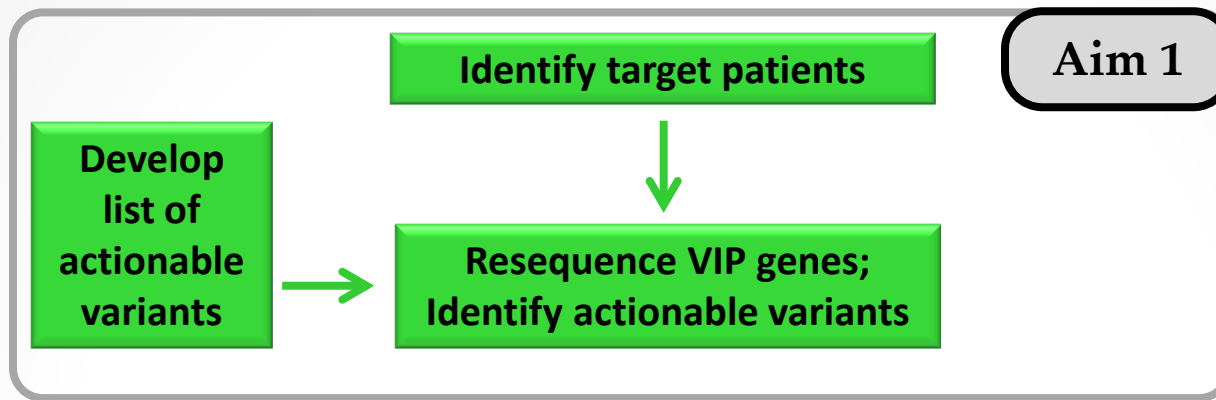 Aim 1
Identify target patients
Develop
list of
actionable
variants
Resequence VIP genes;
Identify actionable variants